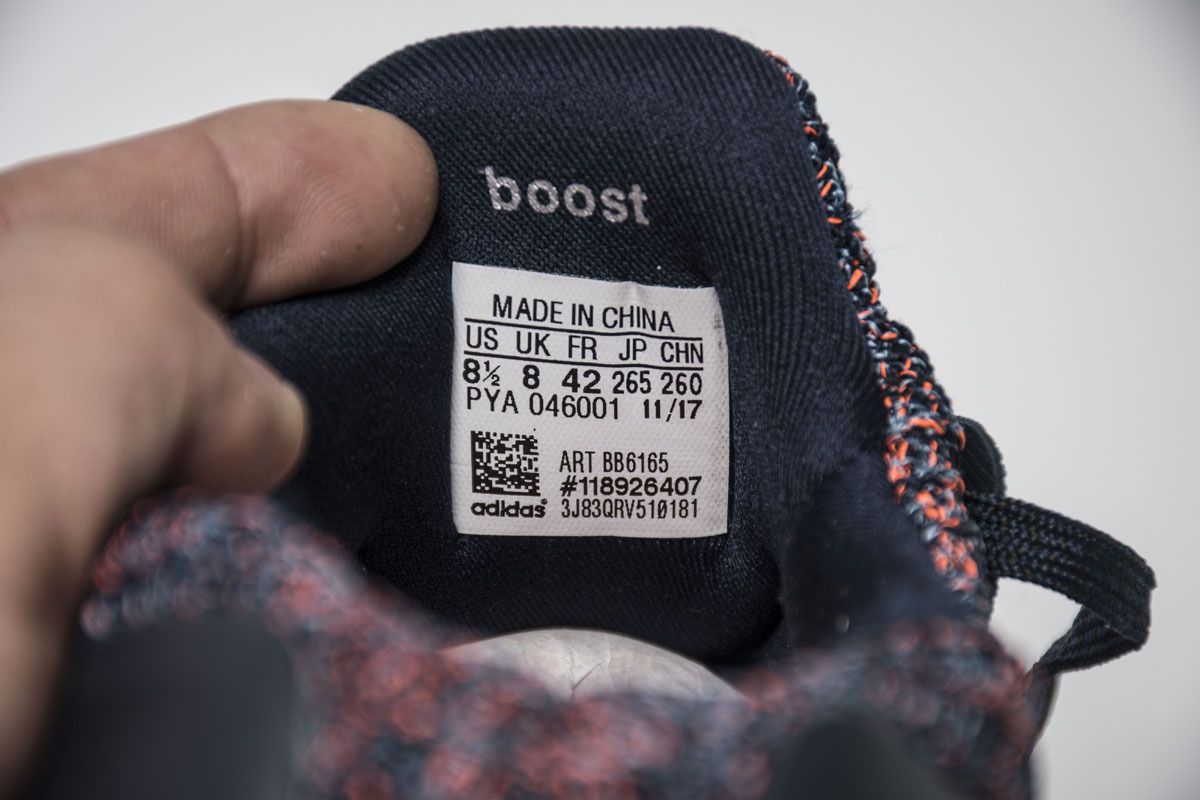 boost
MADE IN CHINA
US UK FR JP CHN
8½ 8 42 265 260
PYA 046001 11/17
ART BB6165
#118926407
adidas® 3J83QRV510181